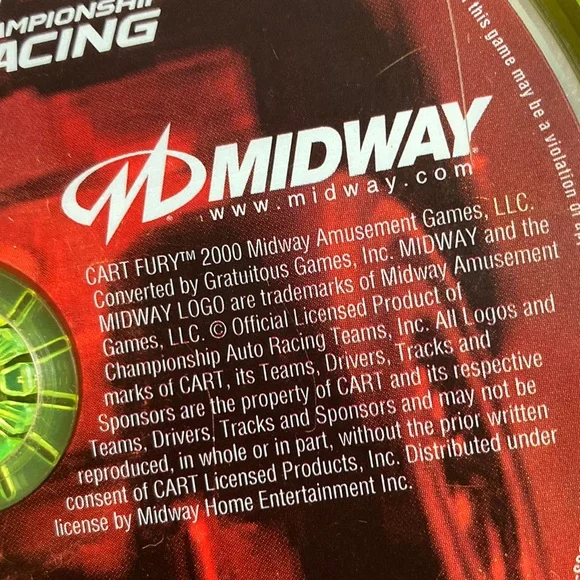 CHAMPIONSHIP
RACING
MIDWAY
www.midway.com
CART FURY™ 2000 Midway Amusement Games, LLC.
Converted by Gratuitous Games, Inc. MIDWAY and the
MIDWAY LOGO are trademarks of Midway Amusement
Games, LLC. © Official Licensed Product of
Championship Auto Racing Teams, Inc. All Logos and
marks of CART, its Teams, Drivers, Tracks and
Sponsors are the property of CART and its respective
Teams, Drivers, Tracks and Sponsors and may not be
reproduced, in whole or in part, without the prior written
consent of CART Licensed Products, Inc. Distributed under
license by Midway Home Entertainment Inc.
this game may be a violation of